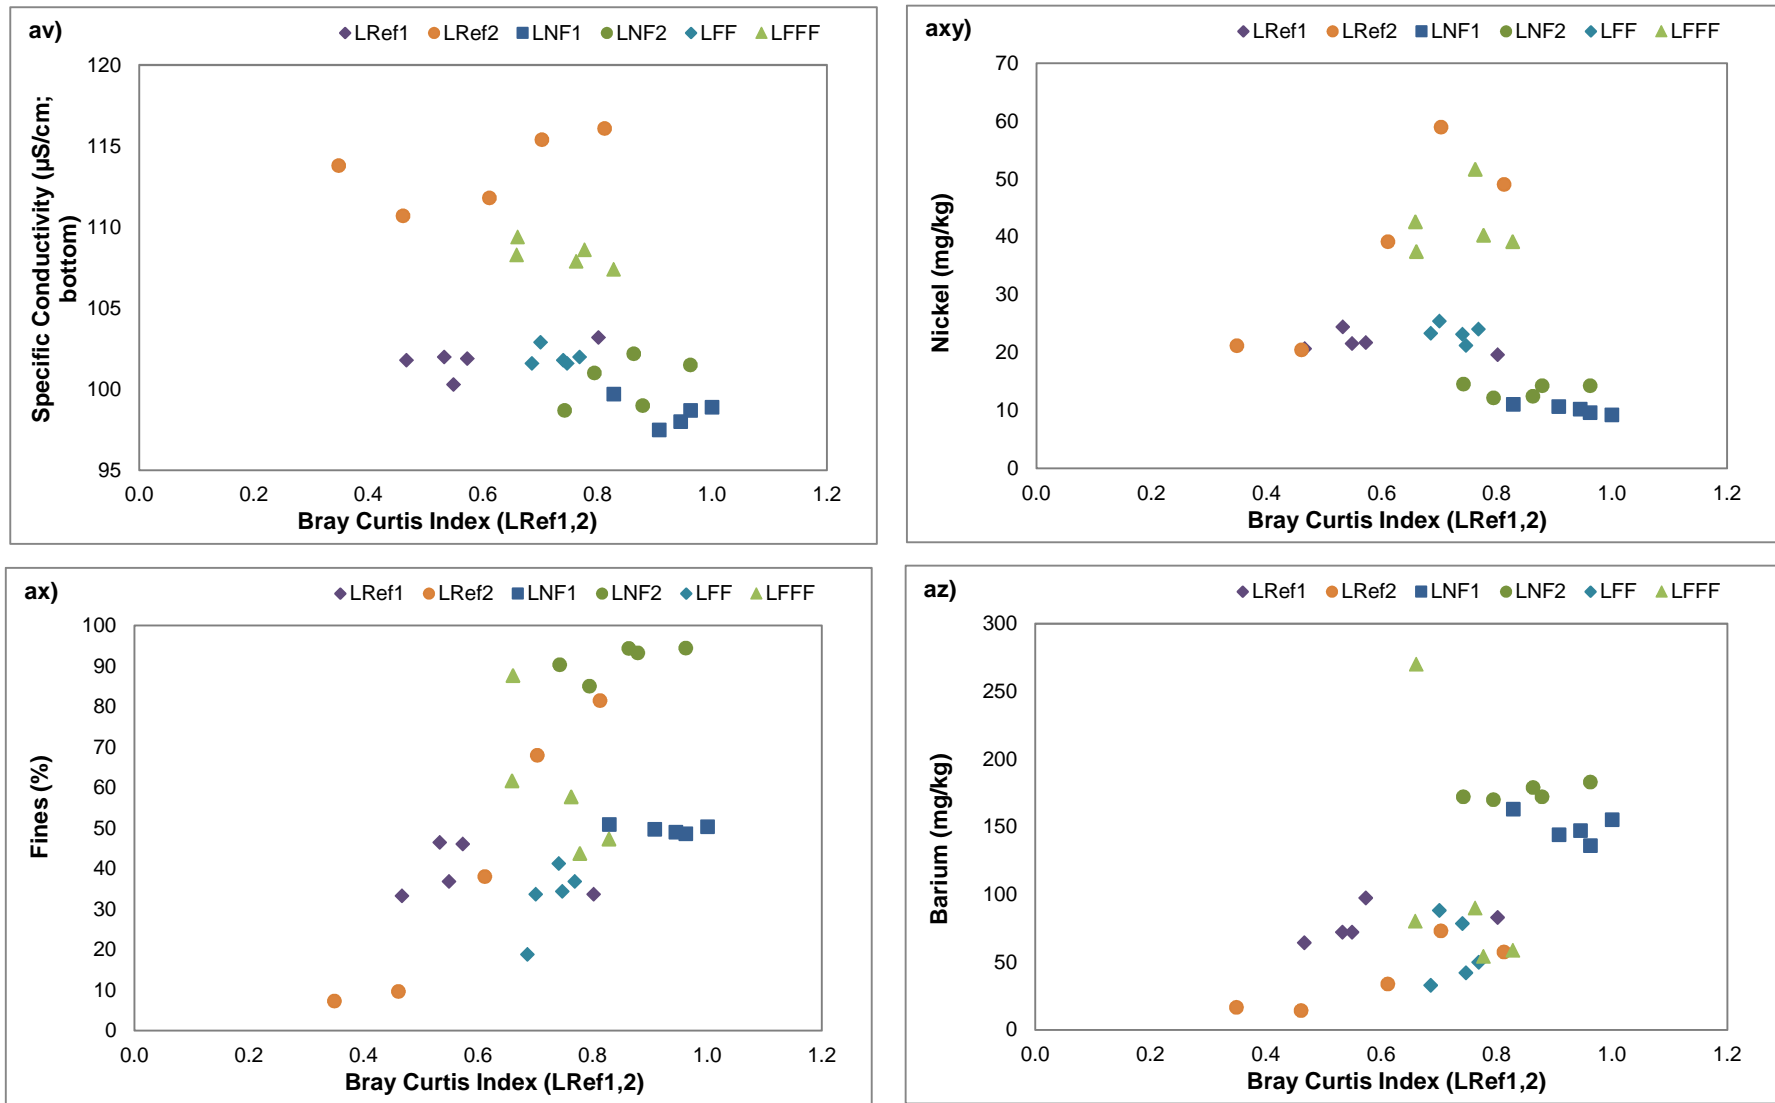 av)
LRef1 LRef2 LNF1 LNF2 LFF LFFF
120
115
110
105
100
95
Specific Conductivity (µS/cm;
bottom)
0.0 0.2 0.4 0.6 0.8 1.0 1.2
Bray Curtis Index (LRef1,2)
axy)
LRef1 LRef2 LNF1 LNF2 LFF LFFF
70
60
50
40
30
20
10
0
Nickel (mg/kg)
0.0 0.2 0.4 0.6 0.8 1.0 1.2
Bray Curtis Index (LRef1,2)
ax)
LRef1 LRef2 LNF1 LNF2 LFF LFFF
100
90
80
70
60
50
40
30
20
10
0
Fines (%)
0.0 0.2 0.4 0.6 0.8 1.0 1.2
Bray Curtis Index (LRef1,2)
az)
LRef1 LRef2 LNF1 LNF2 LFF LFFF
300
250
200
150
100
50
0
Barium (mg/kg)
0.0 0.2 0.4 0.6 0.8 1.0 1.2
Bray Curtis Index (LRef1,2)